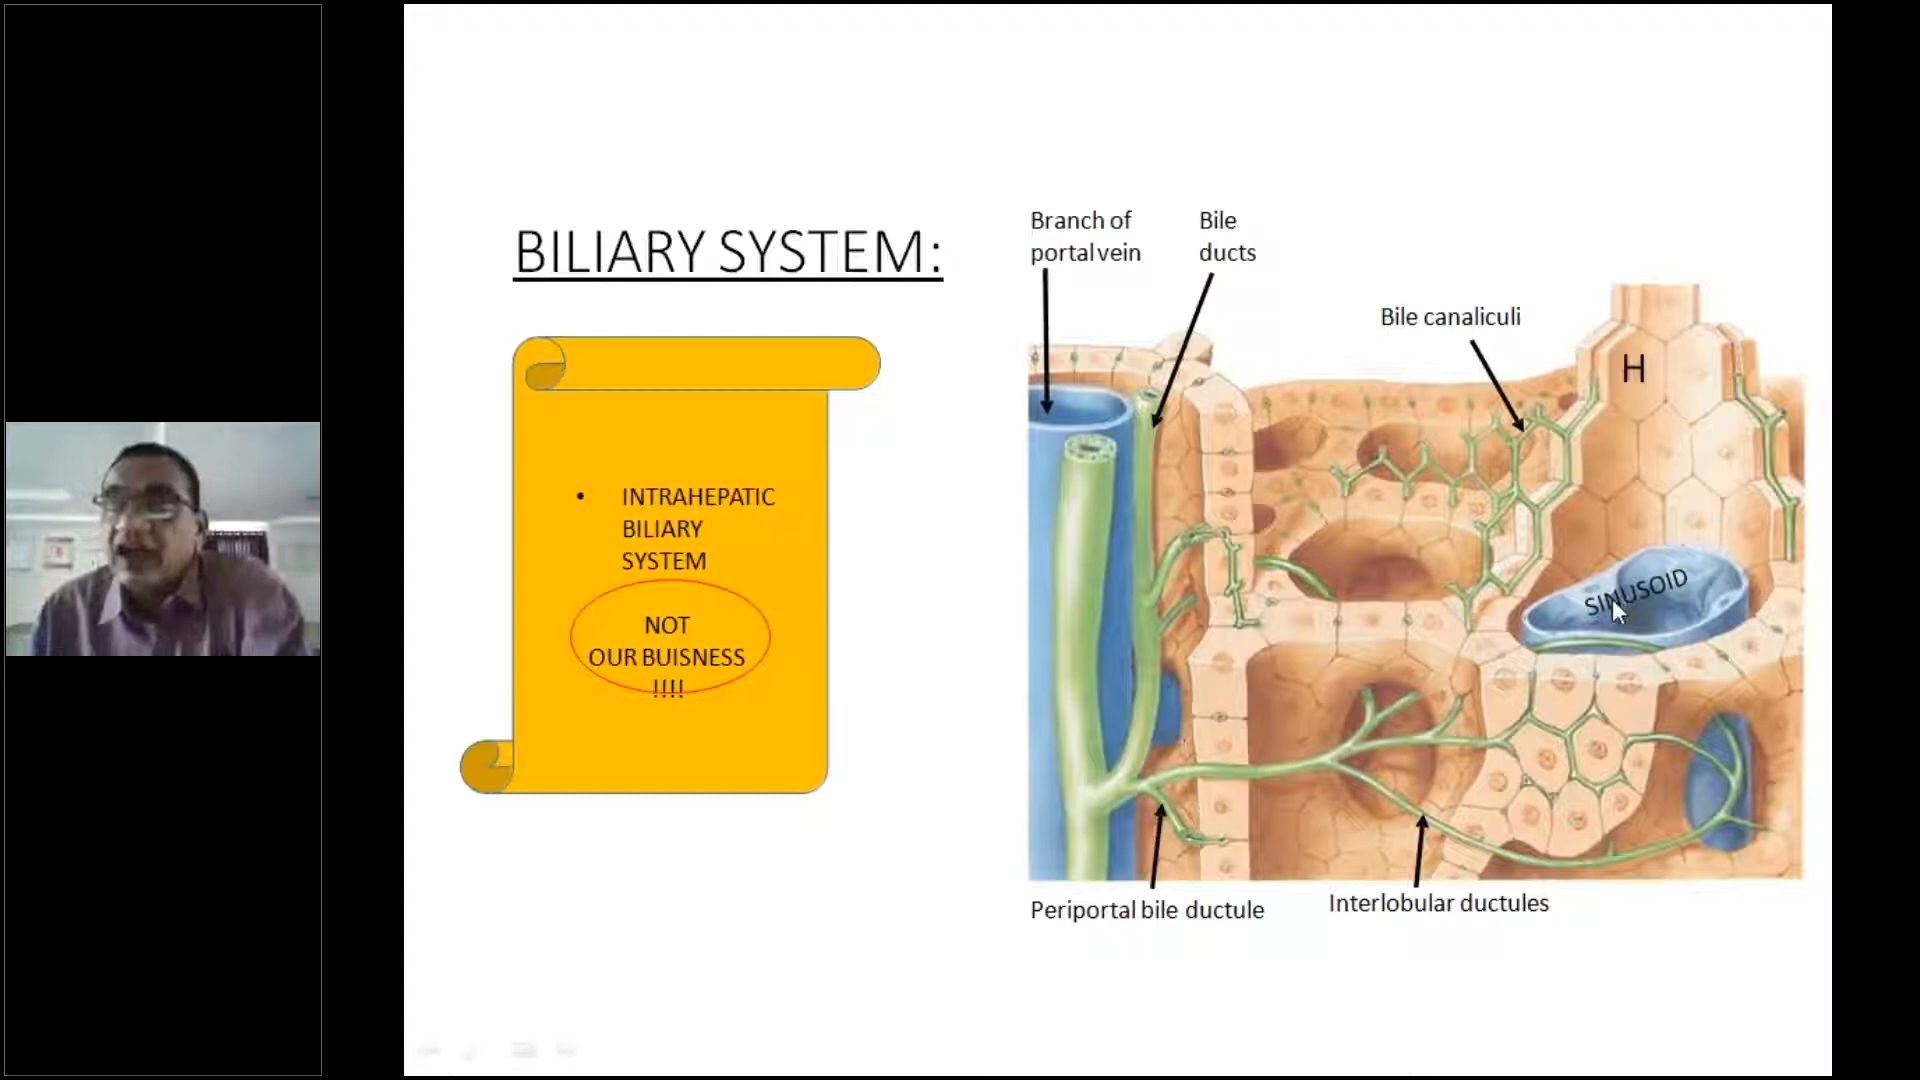 BILIARY SYSTEM:
• INTRAHEPATIC
BILIARY
SYSTEM
NOT
OUR BUISNESS
!!!!
Branch of
portal vein
Bile
ducts
Bile canaliculi
H
SINUSOID
Periportal bile ductule
Interlobular ductules